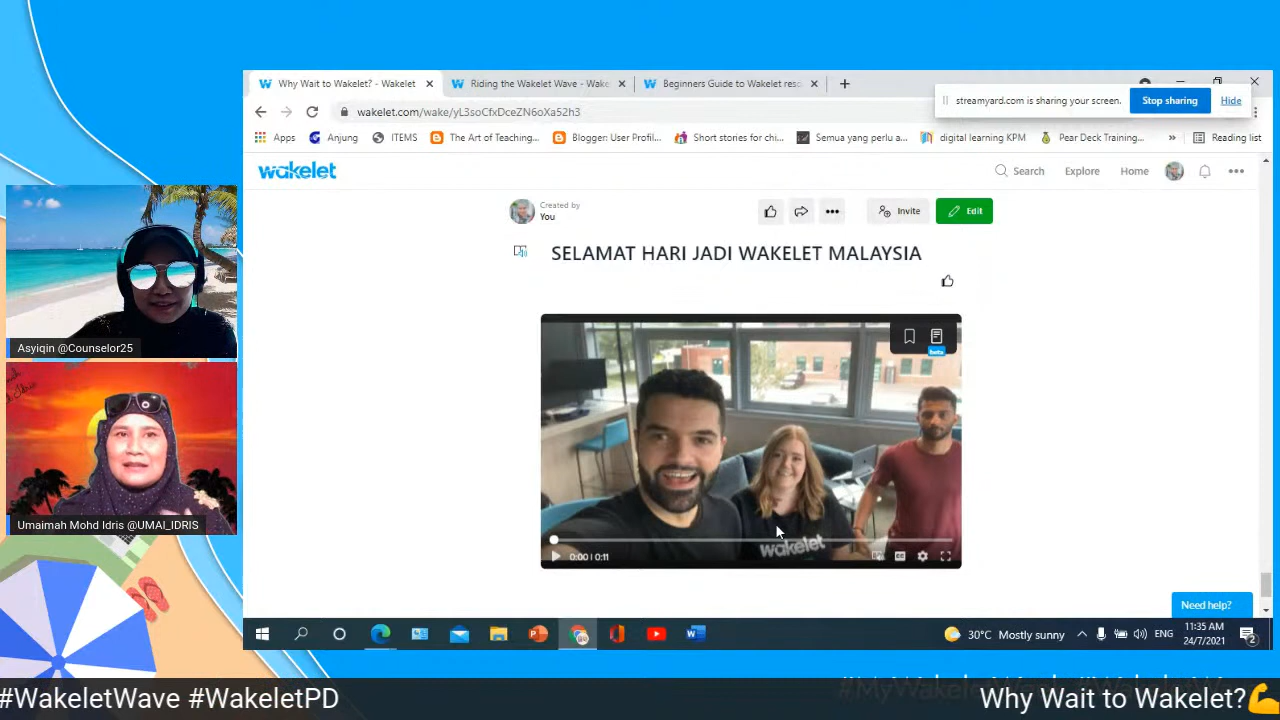 Why Wait to Wakelet? - Wakelet
Riding the Wakelet Wave - Wake
Beginners Guide to Wakelet reso
streamyard.com is sharing your screen.
Stop sharing
Hide
wakelet.com/wake/yL3soCfxDceZN6oXa52h3
Apps
Anjung
ITEMS
The Art of Teaching...
Blogger: User Profil...
Short stories for chi...
Semua yang perlu a...
digital learning KPM
Pear Deck Training...
»
Reading list
wakelet
Search
Explore
Home
Created by
You
Invite
Edit
SELAMAT HARI JADI WAKELET MALAYSIA
beta
wakelet
0:00 / 0:11
Need help?
30°C Mostly sunny
ENG
11:35 AM
24/7/2021
2
Asyiqin @Counselor25
Umaimah Mohd Idris @UMAI_IDRIS
#WakeletWave #WakeletPD
Why Wait to Wakelet?💪